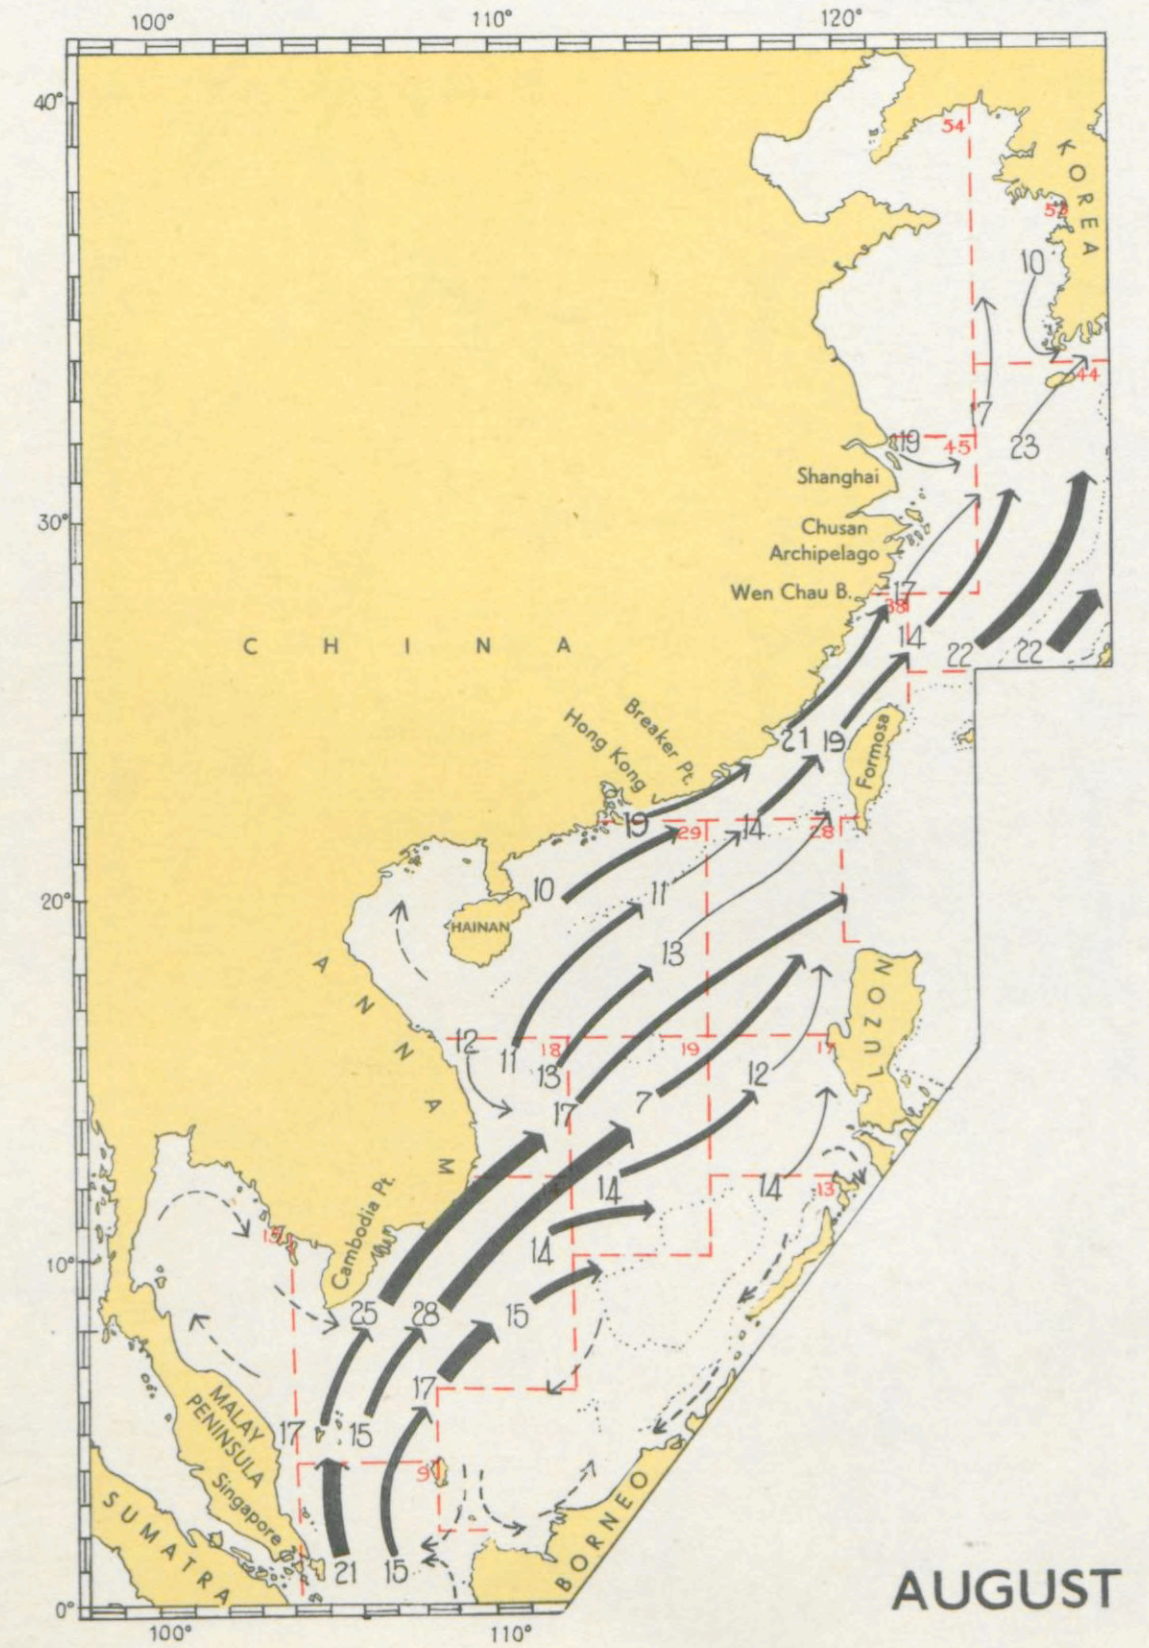 100°
110°
120°
40°
54
KOREA
10
44
17
19
45
23
Shanghai
30°
Chusan
Archipelago
Wen Chau B.
17
38
CHINA
14
22
22
Breaker Pt.
Hong Kong
21
19
Formosa
19
29
14
28
10
11
20°
HAINAN
13
ANNAM
LUZON
12
11
18
13
19
17
12
17
7
14
14
13
Cambodia Pt.
14
10°
25
28
15
17
MALAY
PENINSULA
17
15
Singapore
9
SUMATRA
BORNEO
21
15
AUGUST
0°
100°
110°